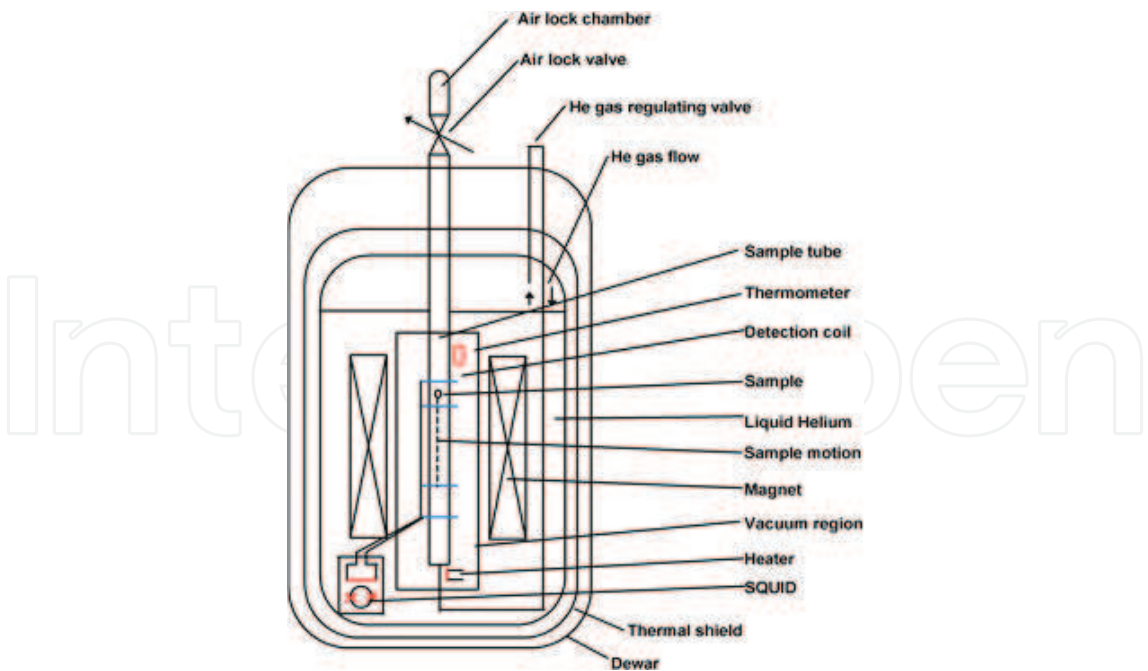 Air lock chamber
Air lock valve
He gas regulating valve
He gas flow
Sample tube
Thermometer
Detection coil
Sample
Liquid Helium
Sample motion
Magnet
Vacuum region
Heater
SQUID
Thermal shield
Dewar